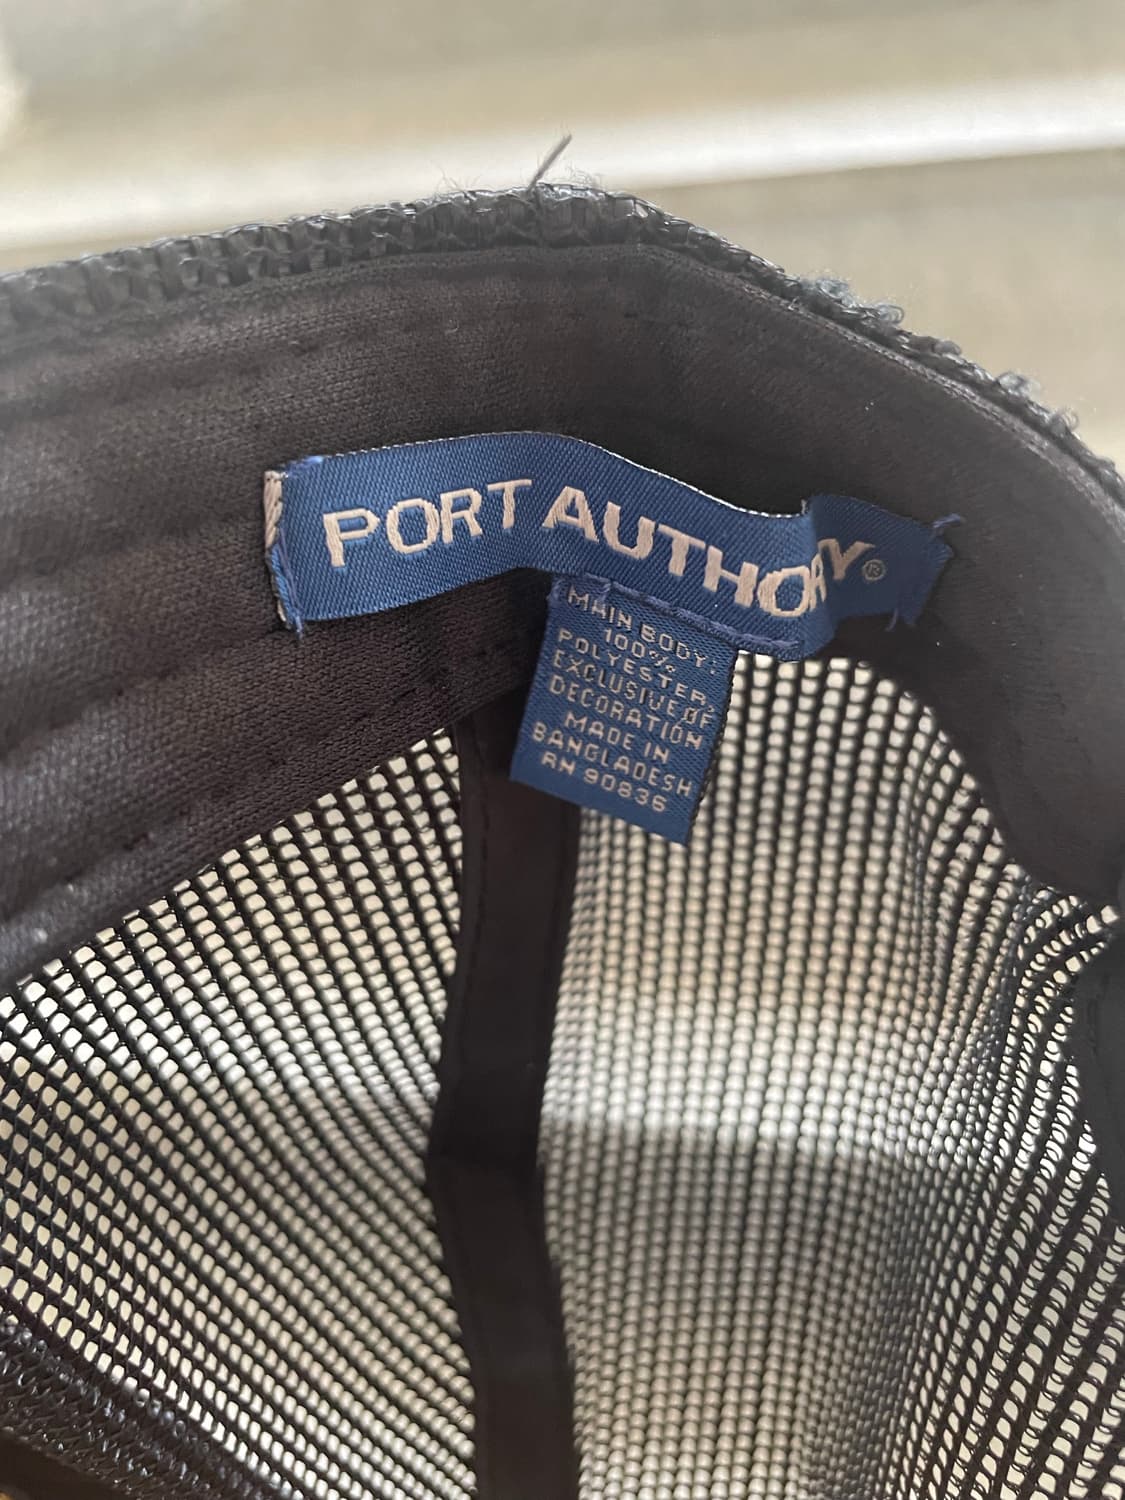 PORT AUTHORITY®
MAIN BODY:
100%
POLYESTER,
EXCLUSIVE OF
DECORATION
MADE IN
BANGLADESH
RN 90836